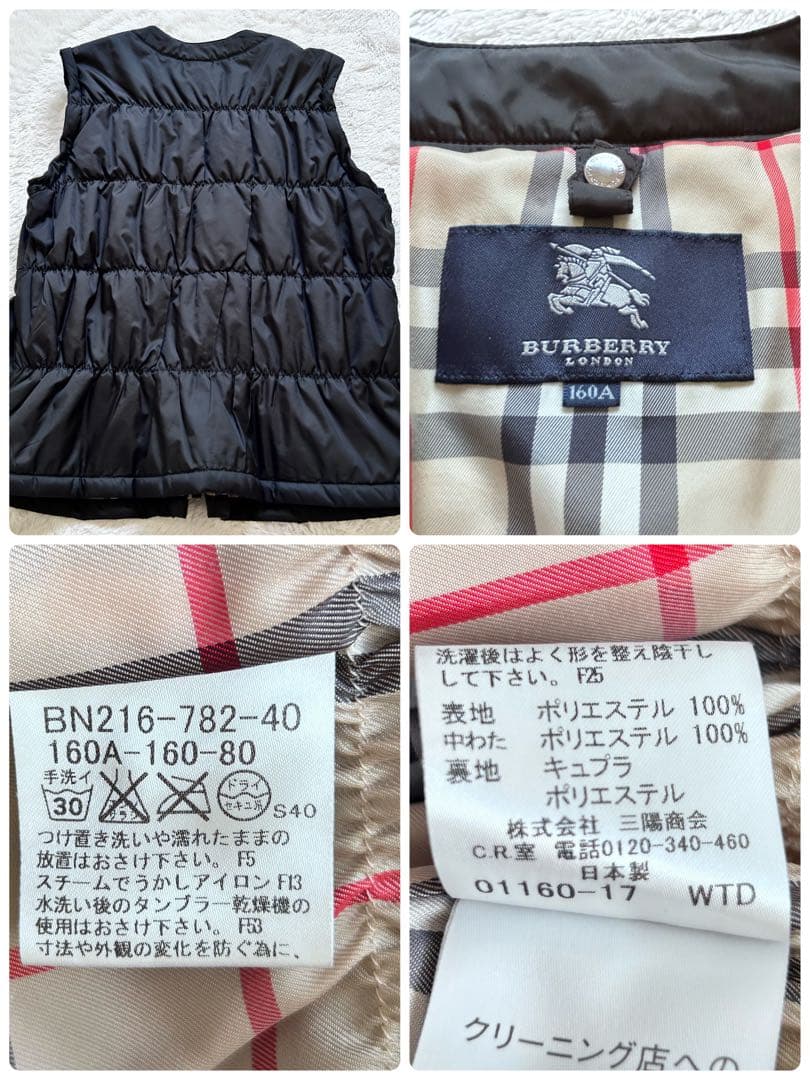 BURBERRY
LONDON
160A
BN216-782-40
160A-160-80
手洗イ
30
ドライ
セキユ系
S40
つけ置き洗いや濡れたままの
放置はおさけ下さい。F5
スチームでうかしアイロン F13
水洗い後のタンブラー乾燥機の
使用はおさけ下さい。F53
寸法や外観の変化を防ぐ為に、
洗濯後はよく形を整え陰干し
して下さい。F25
表地 ポリエステル 100%
中わた ポリエステル 100%
裏地 キュプラ
ポリエステル
株式会社 三陽商会
C.R.室 電話0120-340-460
日本製
01160-17 WTD
クリーニング店への